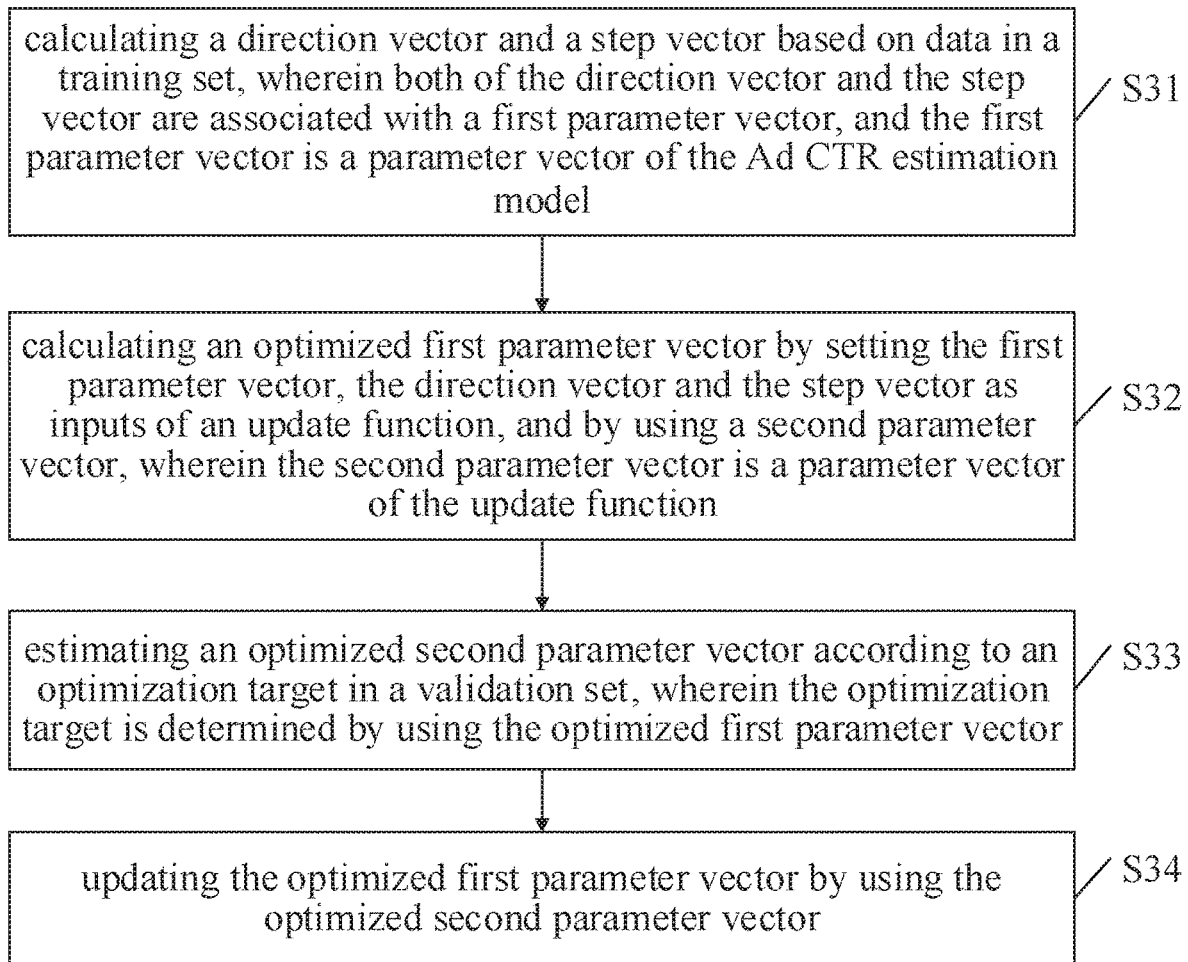 calculating a direction vector and a step vector based on data in a
training set, wherein both of the direction vector and the step
vector are associated with a first parameter vector, and the first
parameter vector is a parameter vector of the Ad CTR estimation
model
S31
calculating an optimized first parameter vector by setting the first
parameter vector, the direction vector and the step vector as
inputs of an update function, and by using a second parameter
vector, wherein the second parameter vector is a parameter vector
of the update function
S32
estimating an optimized second parameter vector according to an
optimization target in a validation set, wherein the optimization
target is determined by using the optimized first parameter vector
S33
updating the optimized first parameter vector by using the
optimized second parameter vector
S34